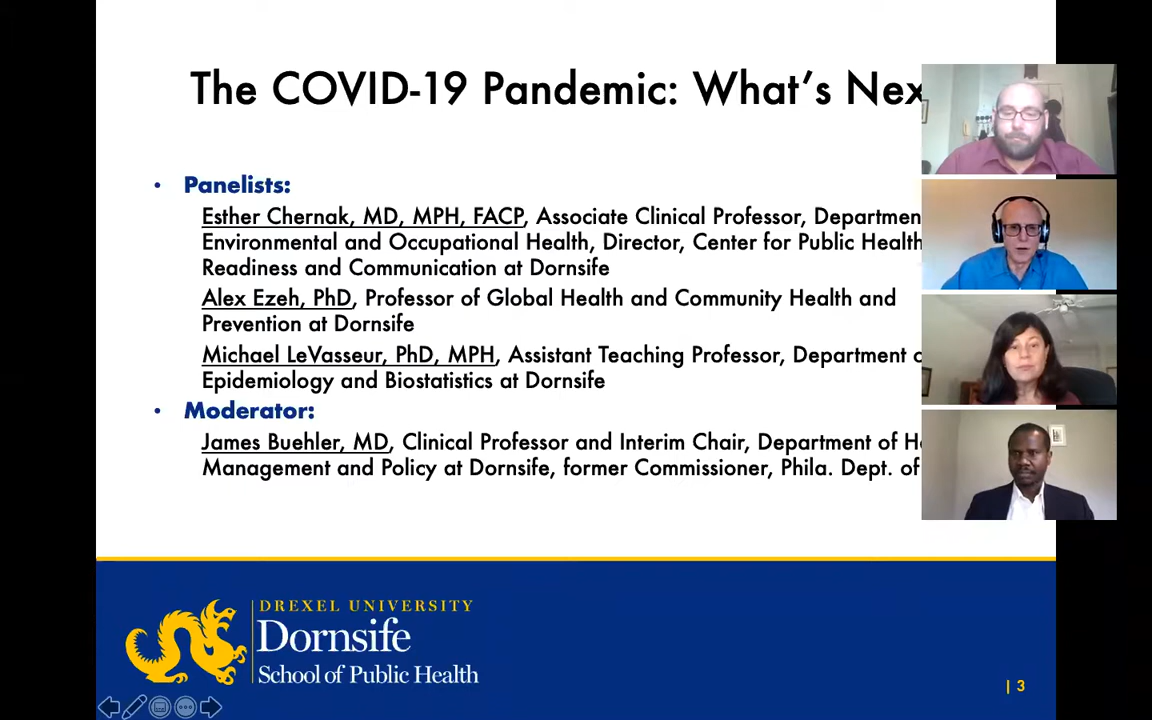 The COVID-19 Pandemic: What's Nex
• Panelists:
Esther Chernak, MD, MPH, FACP, Associate Clinical Professor, Departmen
Environmental and Occupational Health, Director, Center for Public Health
Readiness and Communication at Dornsife
Alex Ezeh, PhD, Professor of Global Health and Community Health and
Prevention at Dornsife
Michael LeVasseur, PhD, MPH, Assistant Teaching Professor, Department
Epidemiology and Biostatistics at Dornsife
• Moderator:
James Buehler, MD, Clinical Professor and Interim Chair, Department of He
Management and Policy at Dornsife, former Commissioner, Phila. Dept. of
DREXEL UNIVERSITY
Dornsife
School of Public Health
| 3